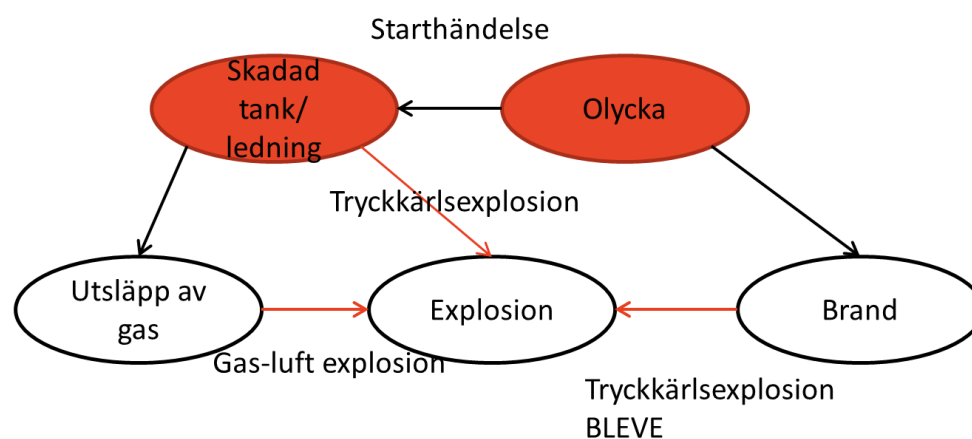 Starthändelse
Skadad
tank/
ledning
Olycka
Tryckkärlsexplosion
Utsläpp av
gas
Explosion
Brand
Gas-luft explosion
Tryckkärlsexplosion
BLEVE